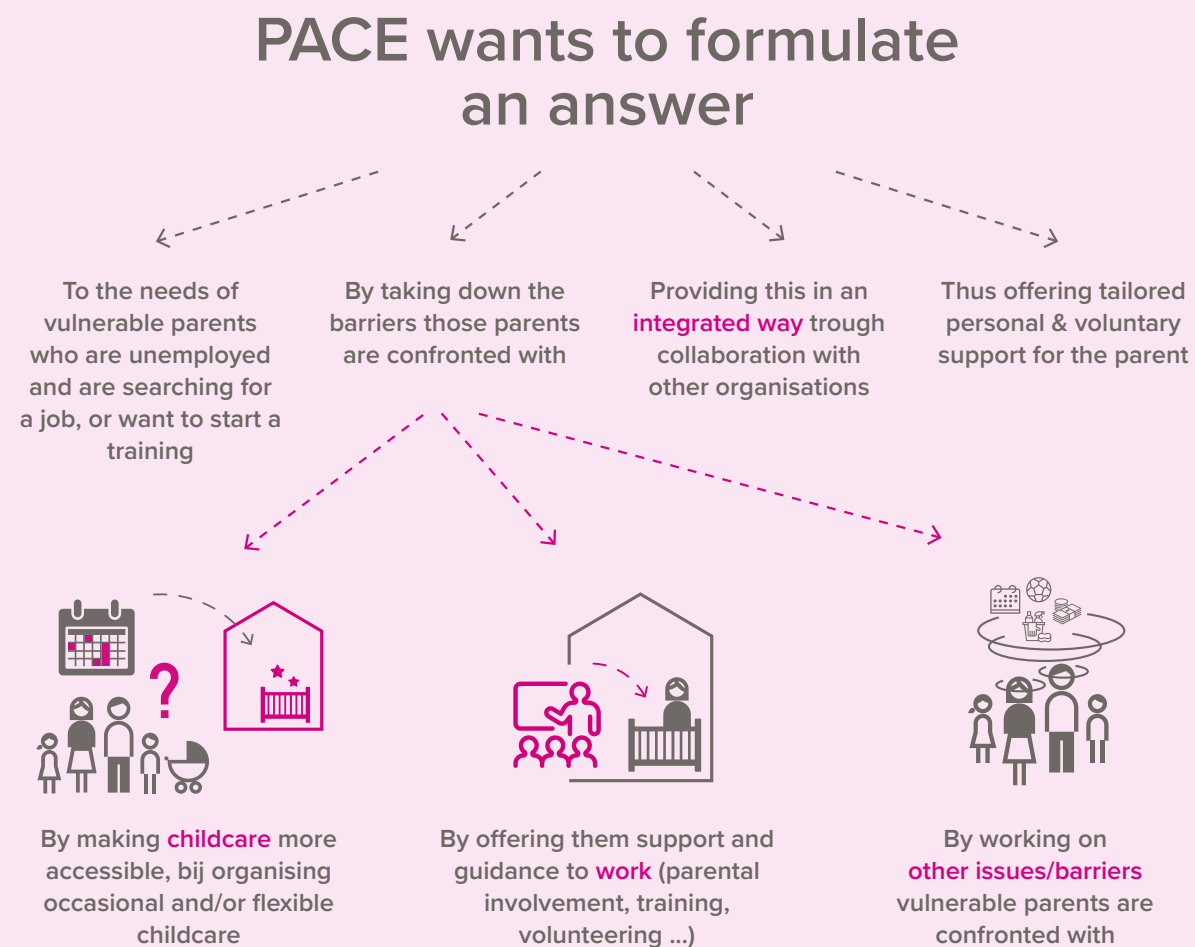 PACE wants to formulate
an answer
To the needs of
vulnerable parents
who are unemployed
and are searching for
a job, or want to start a
training
By taking down the
barriers those parents
are confronted with
Providing this in an
integrated way trough
collaboration with
other organisations
Thus offering tailored
personal & voluntary
support for the parent
?
By making childcare more
accessible, bij organising
occasional and/or flexible
childcare
By offering them support and
guidance to work (parental
involvement, training,
volunteering ...)
By working on
other issues/barriers
vulnerable parents are
confronted with